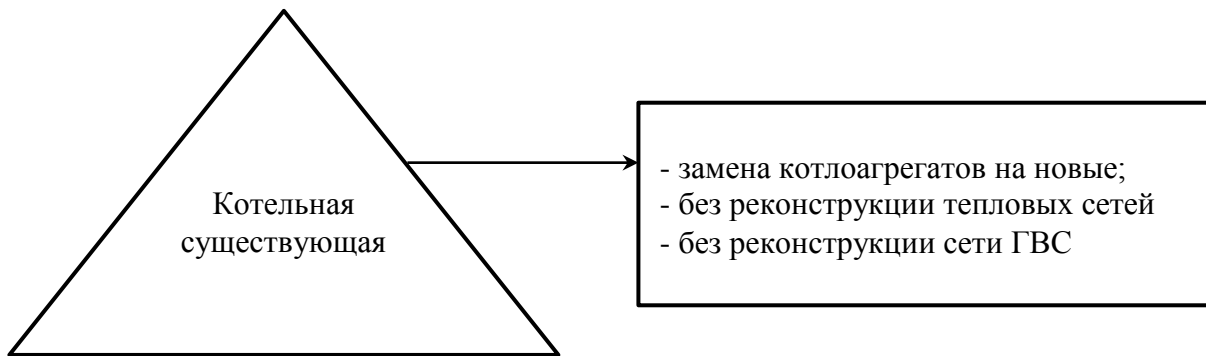 Котельная
существующая
- замена котлоагрегатов на новые;
- без реконструкции тепловых сетей
- без реконструкции сети ГВС